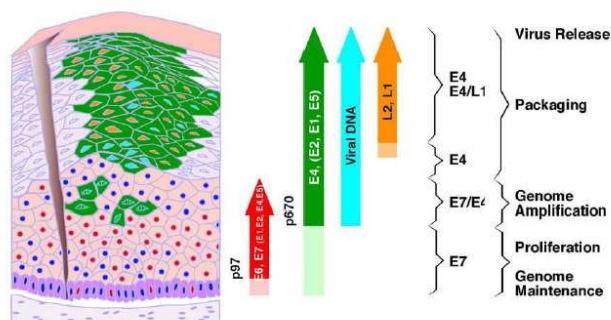 p97
E6, E7 (E1,E2, E4,E5)
p670
E4, (E2, E1, E5)
Viral DNA
L2, L1
E4
E4/L1
E4
E7/E4
E7
Virus Release
Packaging
Genome
Amplification
Proliferation
Genome
Maintenance